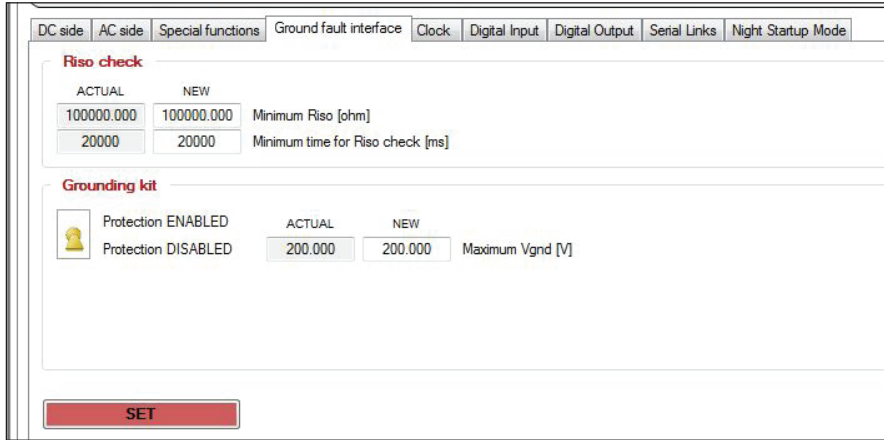 DC side AC side Special functions Ground fault interface Clock Digital Input Digital Output Serial Links Night Startup Mode
Riso check
ACTUAL NEW
100000.000 100000.000 Minimum Riso [ohm]
20000 20000 Minimum time for Riso check [ms]
Grounding kit
Protection ENABLED ACTUAL NEW
Protection DISABLED 200.000 200.000 Maximum Vgnd [V]
SET